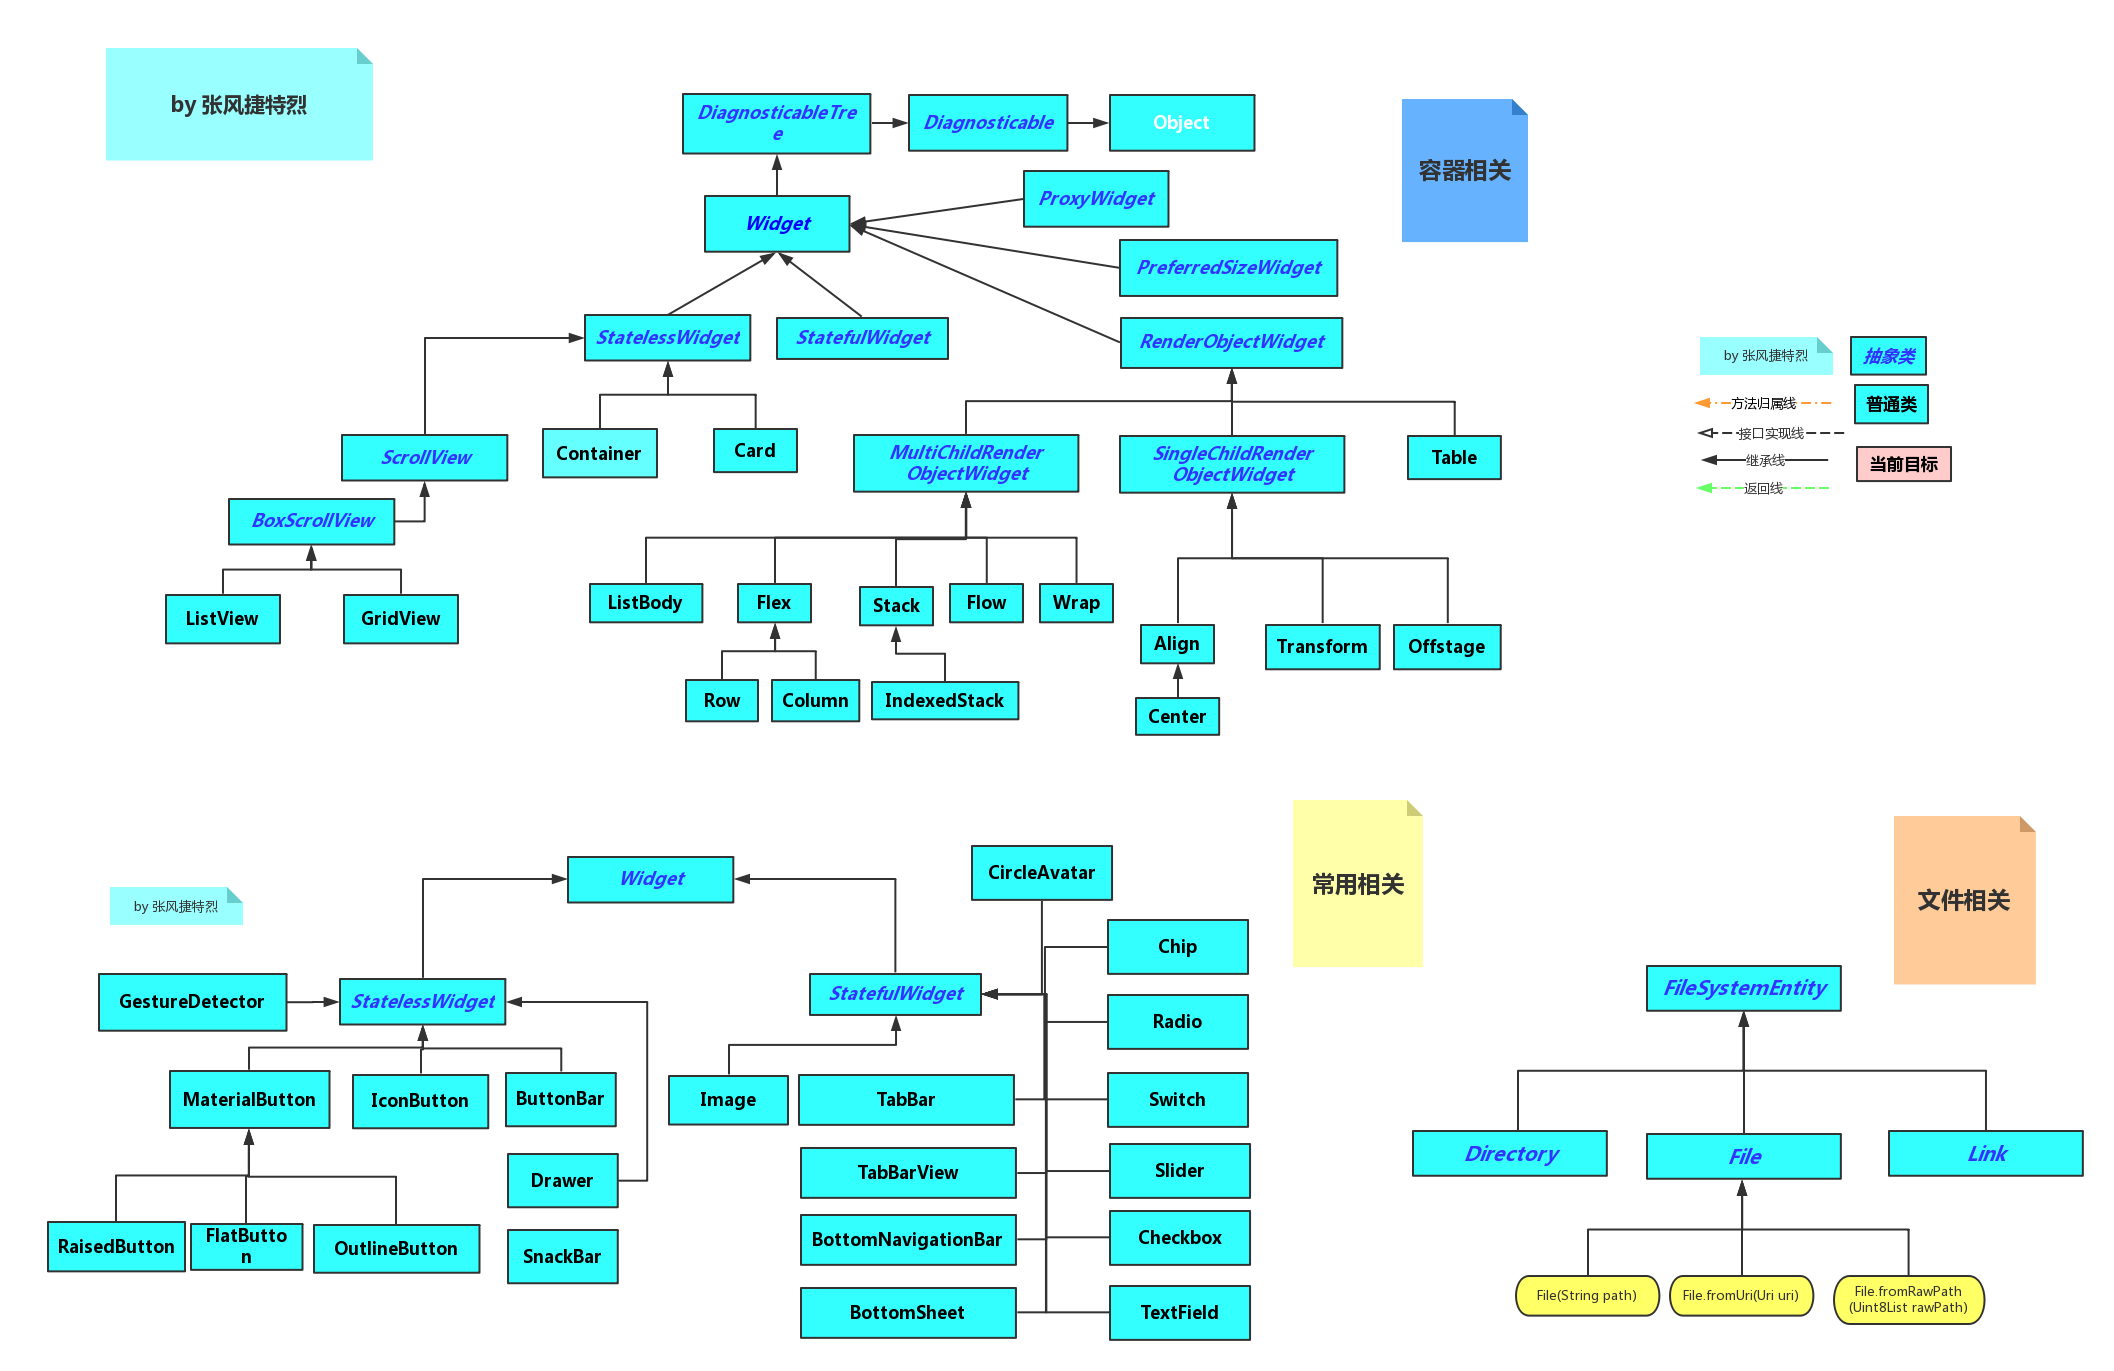 by 张风捷特烈
DiagnosticableTre
e
Diagnosticable
Object
容器相关
ProxyWidget
Widget
PreferredSizeWidget
StatelessWidget
StatefulWidget
RenderObjectWidget
by 张风捷特烈
抽象类
方法归属线
普通类
接口实现线
继承线
当前目标
返回线
ScrollView
Container
Card
MultiChildRender
ObjectWidget
SingleChildRender
ObjectWidget
Table
BoxScrollView
ListView
GridView
ListBody
Flex
Stack
Flow
Wrap
Align
Transform
Offstage
Row
Column
IndexedStack
Center
常用相关
文件相关
by 张风捷特烈
Widget
CircleAvatar
Chip
GestureDetector
StatelessWidget
StatefulWidget
Radio
MaterialButton
IconButton
ButtonBar
Image
TabBar
Switch
Drawer
TabBarView
Slider
RaisedButton
FlatButto
n
OutlineButton
SnackBar
BottomNavigationBar
Checkbox
BottomSheet
TextField
FileSystemEntity
Directory
File
Link
File(String path)
File.fromUri(Uri uri)
File.fromRawPath
(Uint8List rawPath)